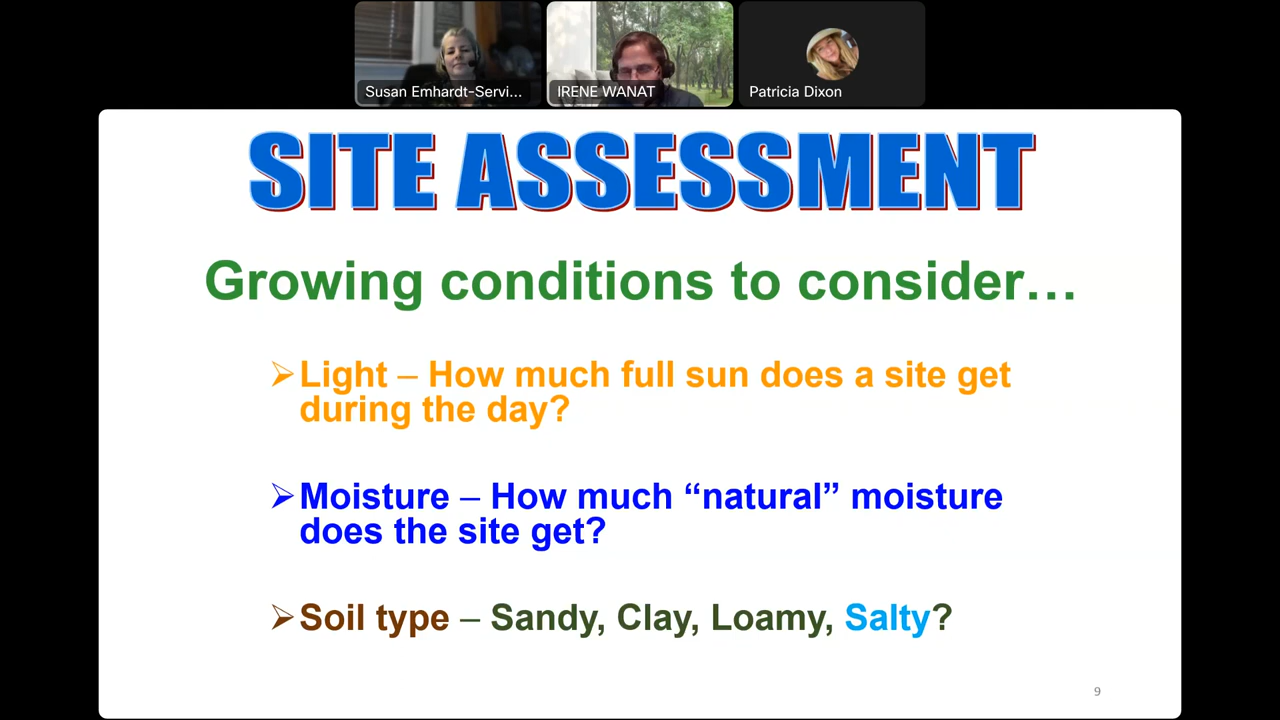 Susan Emhardt-Servi...
IRENE WANAT
Patricia Dixon
SITE ASSESSMENT
Growing conditions to consider…
➢Light – How much full sun does a site get
during the day?
➢Moisture – How much “natural” moisture
does the site get?
➢Soil type – Sandy, Clay, Loamy, Salty?
9